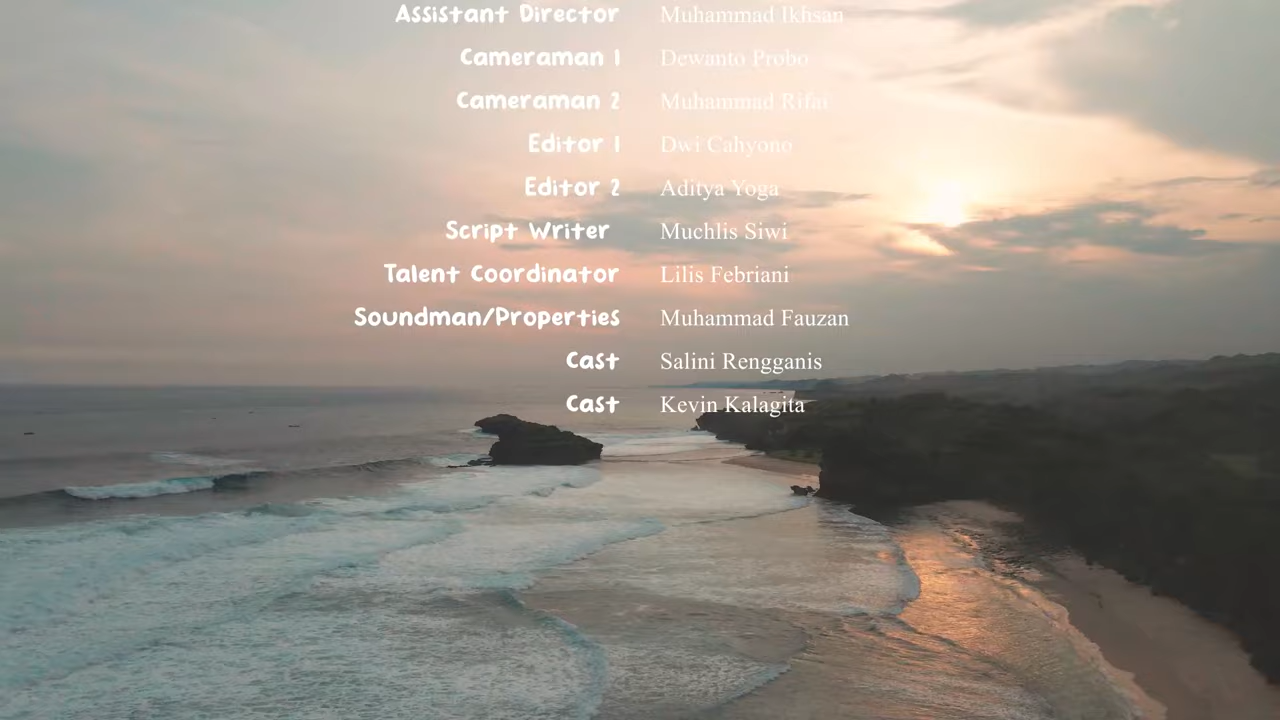 Assistant Director Muhammad Ikhsan
Cameraman 1 Dewanto Probo
Cameraman 2 Muhammad Rifai
Editor 1 Dwi Cahyono
Editor 2 Aditya Yoga
Script Writer Muchlis Siwi
Talent Coordinator Lilis Febriani
Soundman/Properties Muhammad Fauzan
Cast Salini Rengganis
Cast Kevin Kalagita